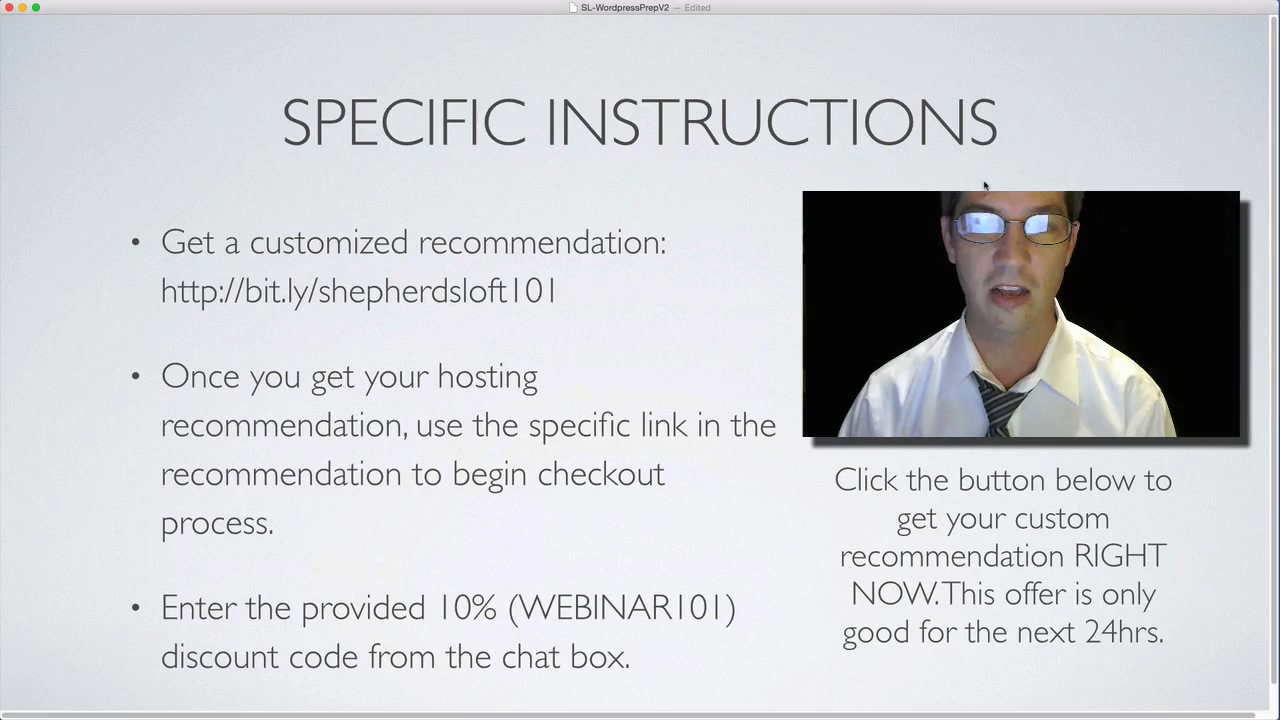 SL-WordpressPrepV2 — Edited
SPECIFIC INSTRUCTIONS
• Get a customized recommendation:
http://bit.ly/shepherdsloft101
• Once you get your hosting
recommendation, use the specific link in the
recommendation to begin checkout
process.
• Enter the provided 10% (WEBINAR101)
discount code from the chat box.
Click the button below to
get your custom
recommendation RIGHT
NOW. This offer is only
good for the next 24hrs.